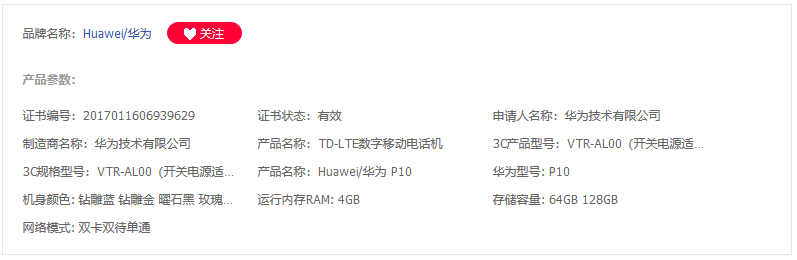 品牌名称：Huawei/华为 关注
产品参数：
证书编号：2017011606939629 证书状态：有效 申请人名称：华为技术有限公司
制造商名称：华为技术有限公司 产品名称：TD-LTE数字移动电话机 3C产品型号：VTR-AL00（开关电源适...
3C规格型号：VTR-AL00（开关电源适... 产品名称：Huawei/华为 P10 华为型号: P10
机身颜色: 钻雕蓝 钻雕金 曜石黑 玫瑰... 运行内存RAM: 4GB 存储容量: 64GB 128GB
网络模式: 双卡双待单通